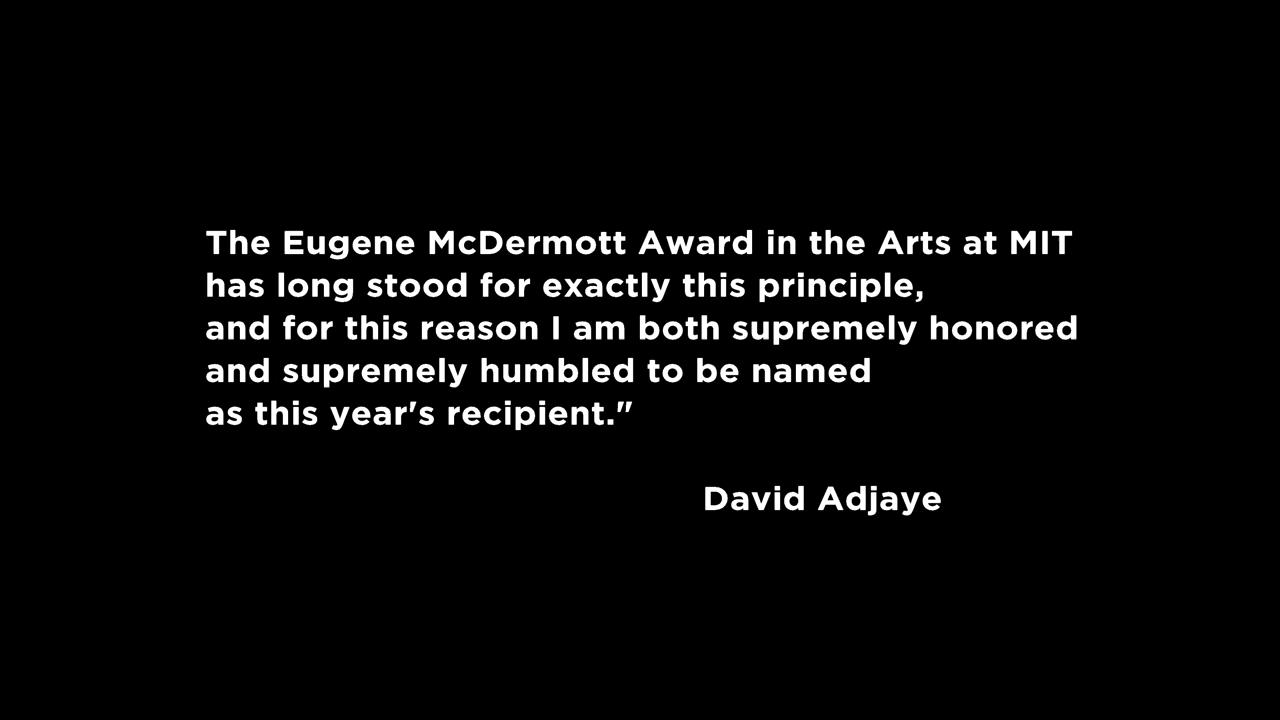 The Eugene McDermott Award in the Arts at MIT
has long stood for exactly this principle,
and for this reason I am both supremely honored
and supremely humbled to be named
as this year's recipient."
David Adjaye